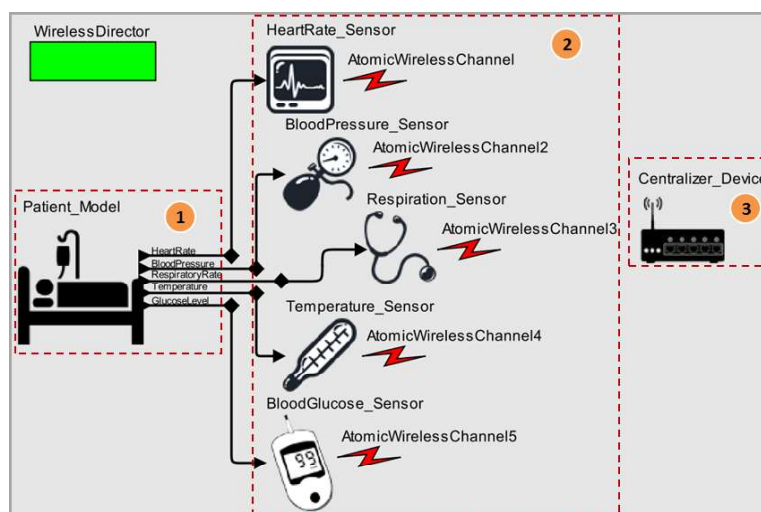 WirelessDirector
HeartRate_Sensor
2
AtomicWirelessChannel
BloodPressure_Sensor
AtomicWirelessChannel2
Centralizer_Device
3
Patient_Model
1
Respiration_Sensor
AtomicWirelessChannel3
HeartRate
BloodPressure
RespiratoryRate
Temperature
GlucoseLevel
Temperature_Sensor
AtomicWirelessChannel4
BloodGlucose_Sensor
AtomicWirelessChannel5
99